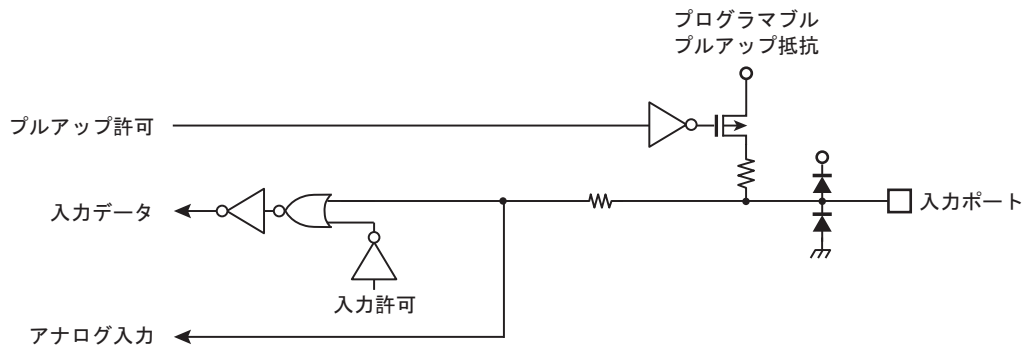 プログラマブル
プルアップ抵抗
プルアップ許可
入力データ
入力ポート
入力許可
アナログ入力